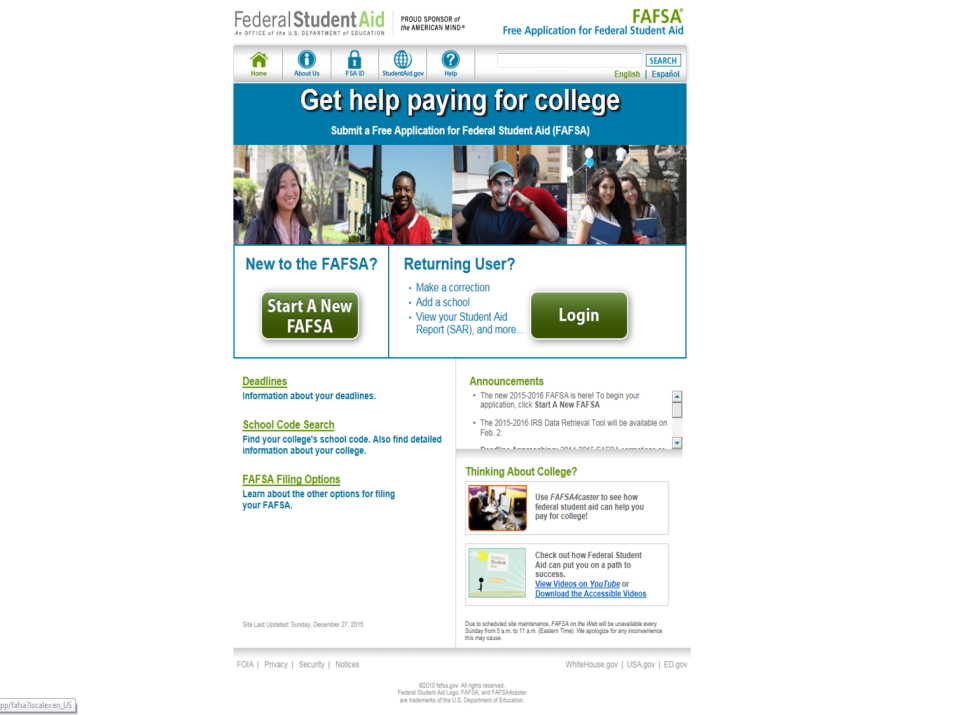 Federal Student Aid
An OFFICE of the U.S. DEPARTMENT of EDUCATION
PROUD SPONSOR of
the AMERICAN MIND®
FAFSA®
Free Application for Federal Student Aid
Home
About Us
FSA ID
StudentAid.gov
Help
SEARCH
English | Español
Get help paying for college
Submit a Free Application for Federal Student Aid (FAFSA)
New to the FAFSA?
Start A New
FAFSA
Returning User?
• Make a correction
• Add a school
• View your Student Aid
Report (SAR), and more...
Login
Deadlines
Information about your deadlines.
School Code Search
Find your college's school code. Also find detailed
information about your college.
FAFSA Filing Options
Learn about the other options for filing
your FAFSA.
Site Last Updated: Sunday, December 27, 2015
Announcements
• The new 2015-2016 FAFSA is here! To begin your
application, click Start A New FAFSA
• The 2015-2016 IRS Data Retrieval Tool will be available on
Feb. 2.
Thinking About College?
Use FAFSA4caster to see how
federal student aid can help you
pay for college!
Check out how Federal Student
Aid can put you on a path to
success.
View Videos on YouTube or
Download the Accessible Videos
Due to scheduled site maintenance, FAFSA on the Web will be unavailable every
Sunday from 5 a.m. to 11 a.m. (Eastern Time). We apologize for any inconvenience
this may cause.
FOIA | Privacy | Security | Notices
WhiteHouse.gov | USA.gov | ED.gov
©2010 fafsa.gov. All rights reserved.
Federal Student Aid Logo, FAFSA, and FAFSA4caster
are trademarks of the U.S. Department of Education.
pp/fafsa?locale=en_US